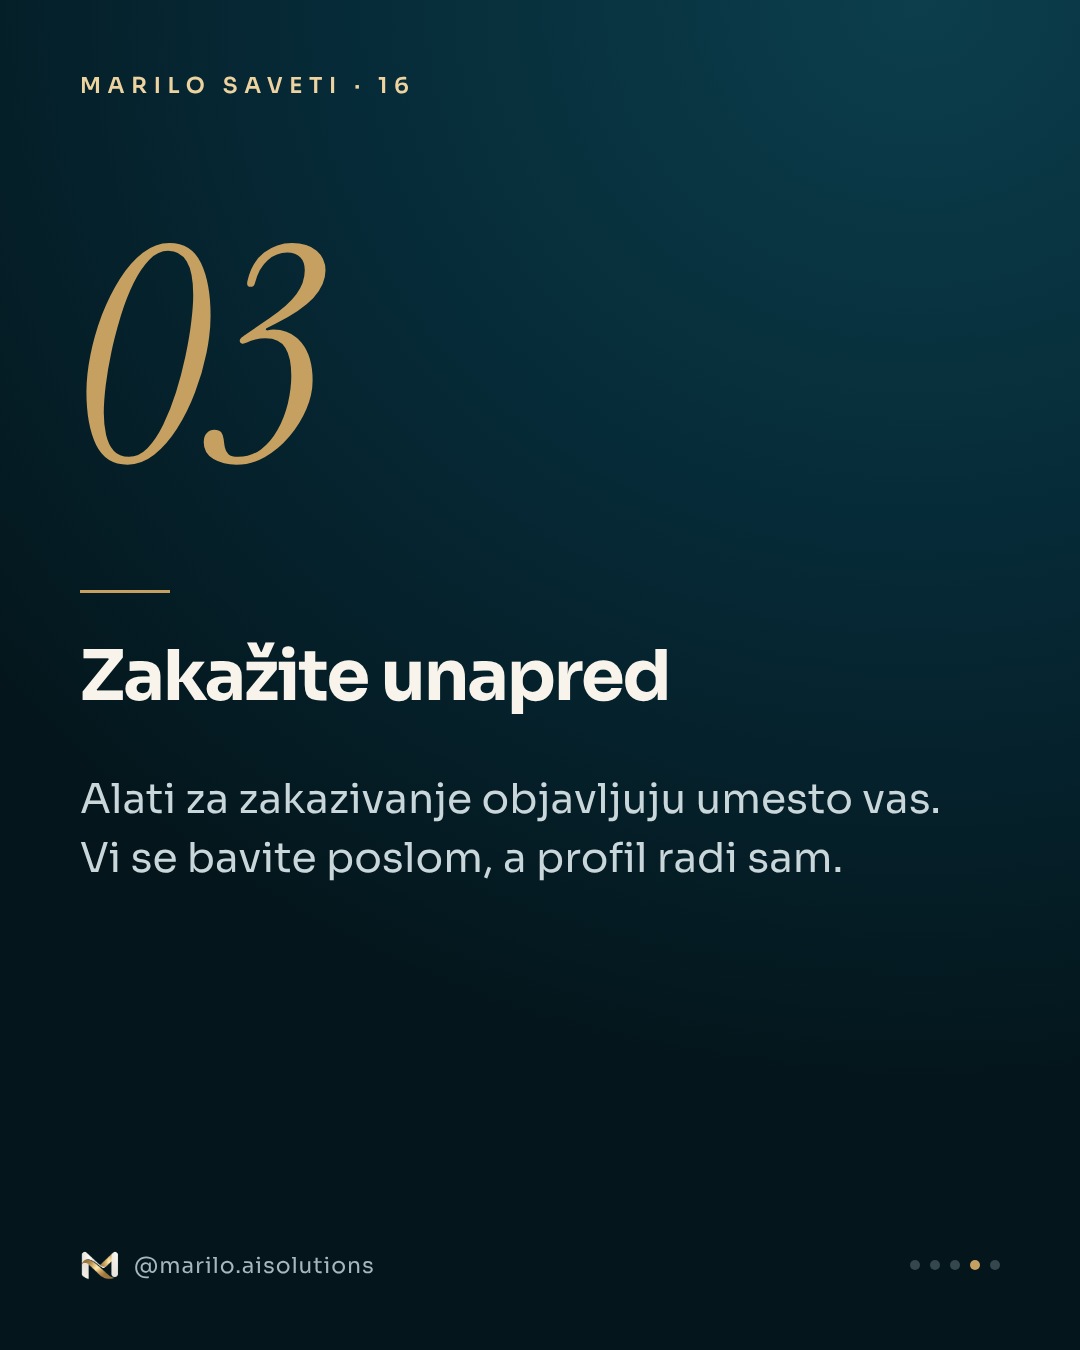 MARILO SAVETI · 16
03
Zakažite unapred
Alati za zakazivanje objavljuju umesto vas.
Vi se bavite poslom, a profil radi sam.
@marilo.aisolutions